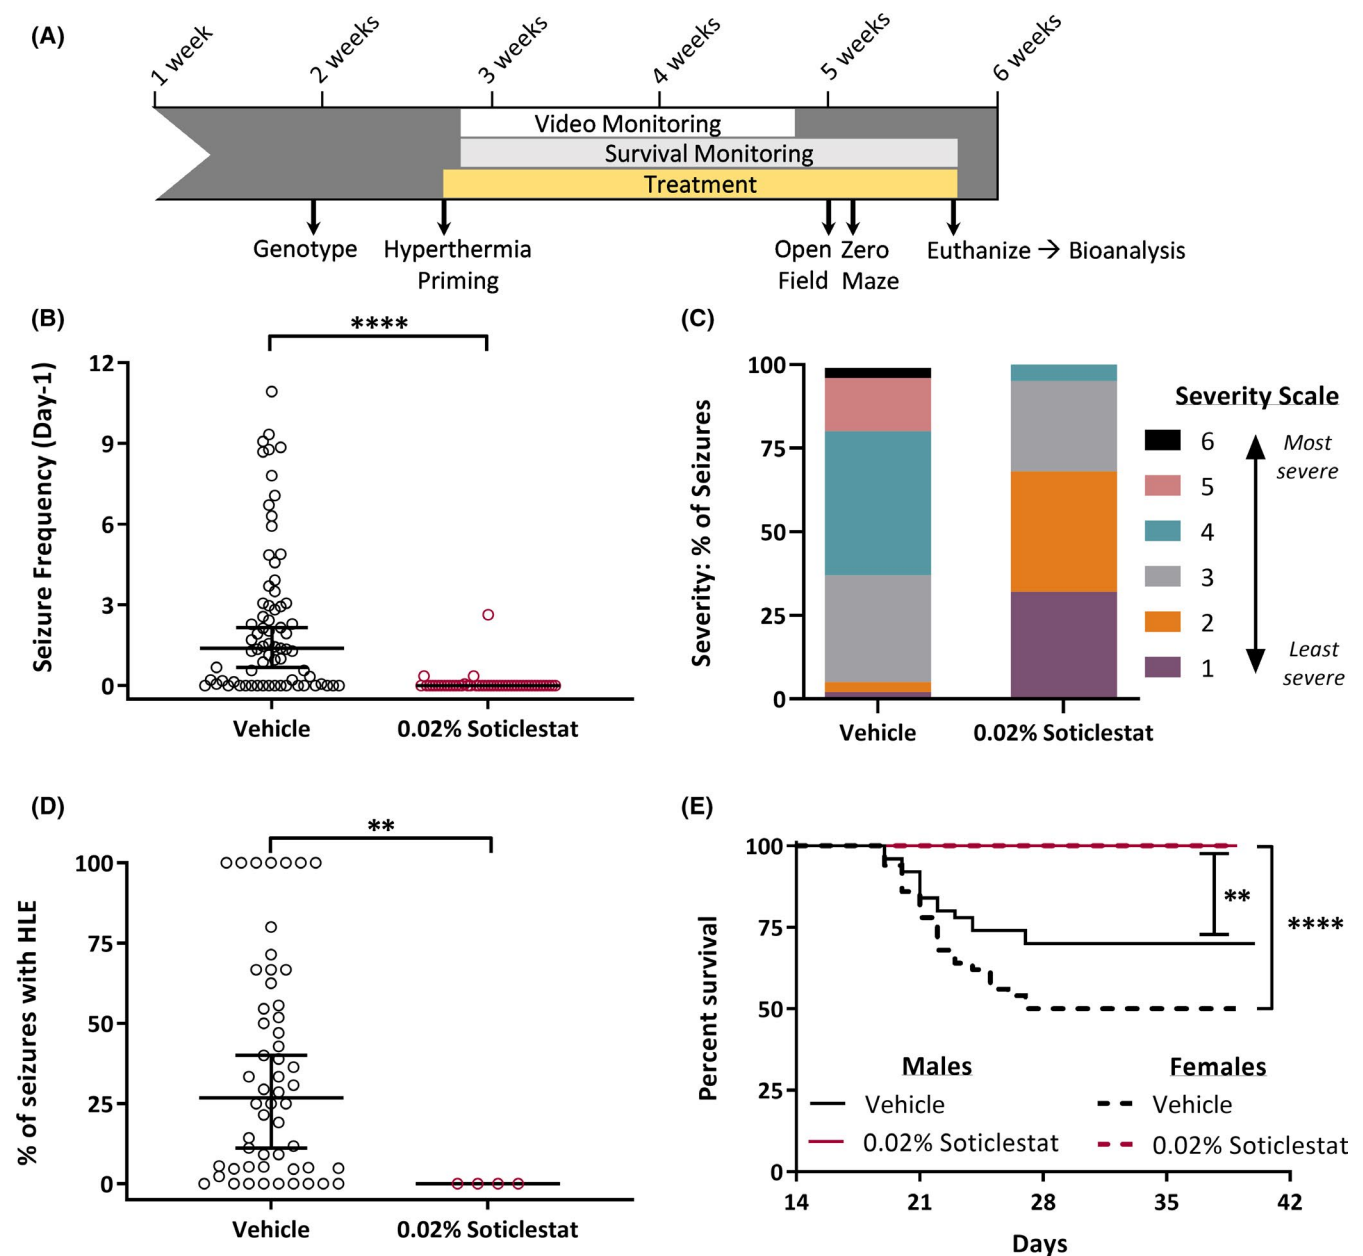 (A)
1 week
2 weeks
3 weeks
4 weeks
5 weeks
6 weeks
Video Monitoring
Survival Monitoring
Treatment
Genotype
Hyperthermia
Priming
Open
Field
Zero
Maze
Euthanize → Bioanalysis
(B)
****
Seizure Frequency (Day-1)
12
9
6
3
0
Vehicle
0.02% Soticlestat
(C)
Severity: % of Seizures
100
75
50
25
0
Vehicle
0.02% Soticlestat
Severity Scale
6
5
4
3
2
1
Most
severe
Least
severe
(D)
**
% of seizures with HLE
100
75
50
25
0
Vehicle
0.02% Soticlestat
(E)
Percent survival
100
75
50
25
0
**
****
Males
Vehicle
0.02% Soticlestat
Females
Vehicle
0.02% Soticlestat
14
21
28
35
42
Days